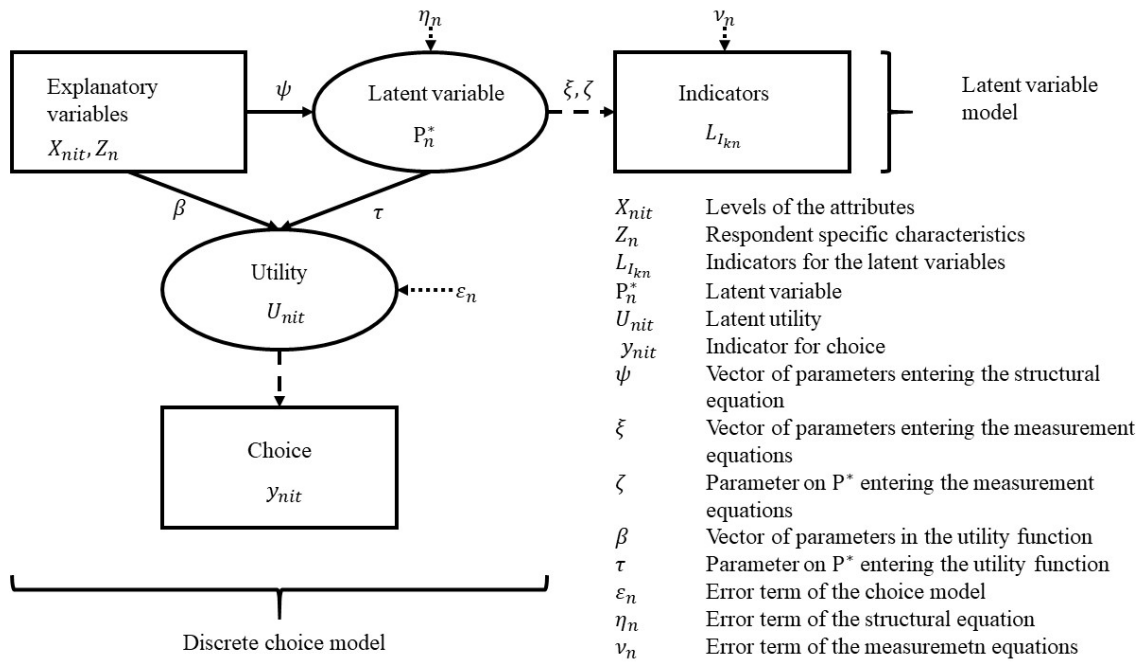 η_n
ν_n
Explanatory
variables
X_nit, Z_n
ψ
Latent variable
P_n^*
ξ, ζ
Indicators
L_I_kn
Latent variable
model
β
τ
Utility
U_nit
ε_n
Choice
y_nit
Discrete choice model
X_nit Levels of the attributes
Z_n Respondent specific characteristics
L_I_kn Indicators for the latent variables
P_n^* Latent variable
U_nit Latent utility
y_nit Indicator for choice
ψ Vector of parameters entering the structural
equation
ξ Vector of parameters entering the measurement
equations
ζ Parameter on P* entering the measurement
equations
β Vector of parameters in the utility function
τ Parameter on P* entering the utility function
ε_n Error term of the choice model
η_n Error term of the structural equation
ν_n Error term of the measuremetn equations